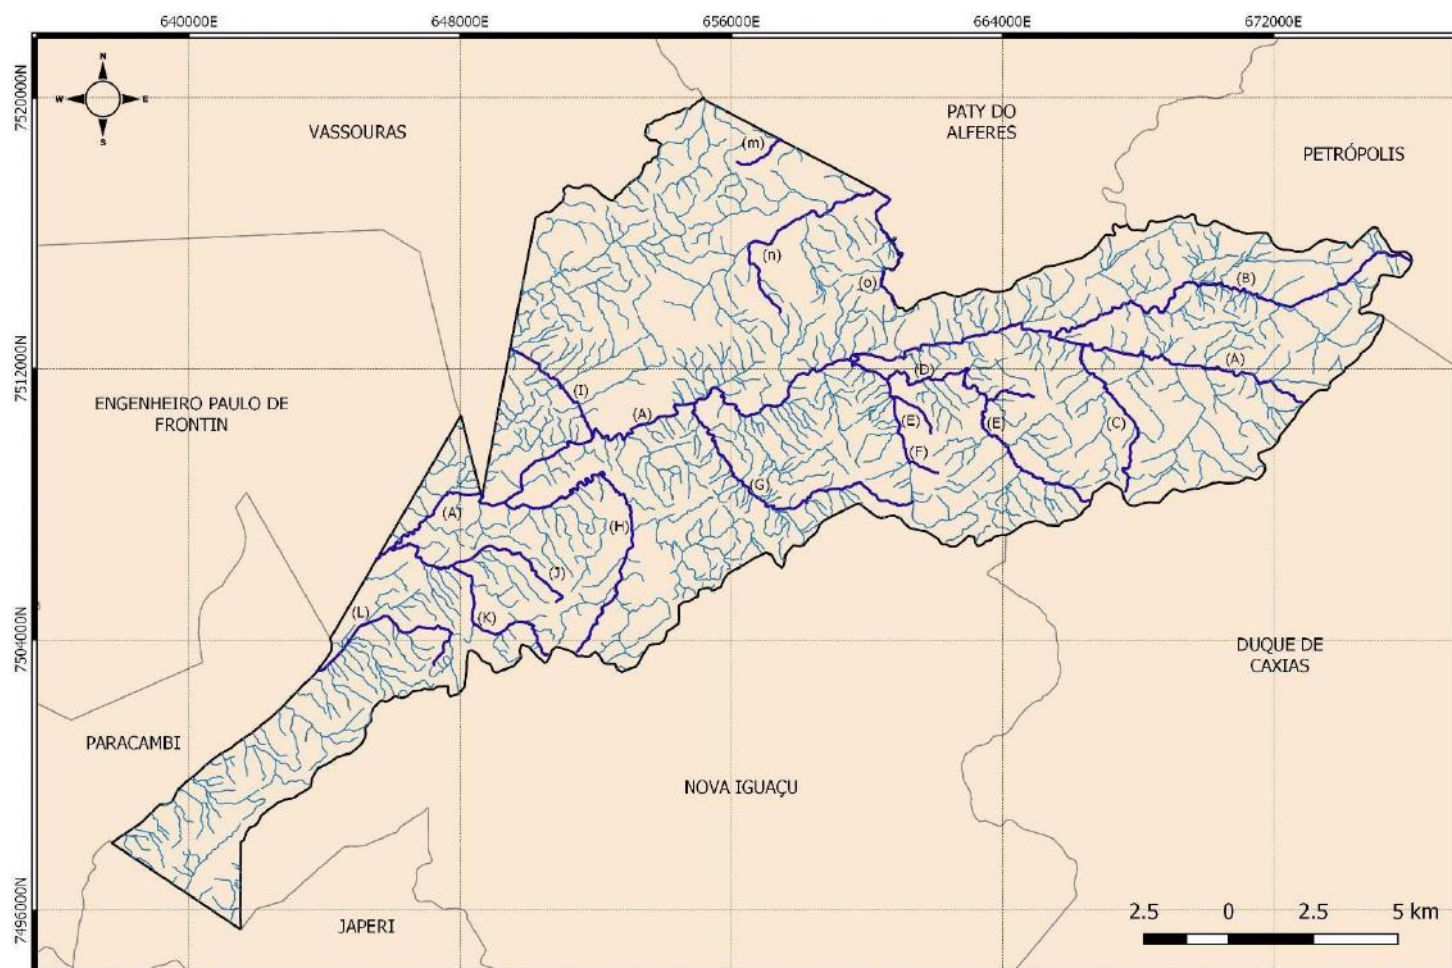 640000E 648000E 656000E 664000E 672000E
7520000N
N
W E
S
VASSOURAS
PATY DO
ALFERES
PETRÓPOLIS
(m)
(n)
(o)
(B)
7512000N
(I)
(D)
(A)
ENGENHEIRO PAULO DE
FRONTIN
(A)
(E)
(E)
(C)
(F)
(G)
(A)
(H)
(J)
(L)
(K)
7504000N
DUQUE DE
CAXIAS
PARACAMBI
NOVA IGUAÇU
7496000N
JAPERI
2.5 0 2.5 5 km